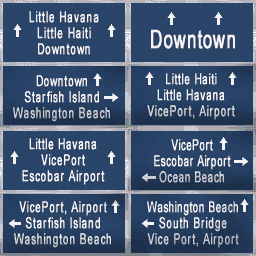 Little Havana
Little Haiti
Downtown
Downtown
Downtown
Starfish Island
Washington Beach
Little Haiti
Little Havana
VicePort, Airport
Little Havana
VicePort
Escobar Airport
VicePort
Escobar Airport
Ocean Beach
VicePort, Airport
Starfish Island
Washington Beach
Washington Beach
South Bridge
Vice Port, Airport